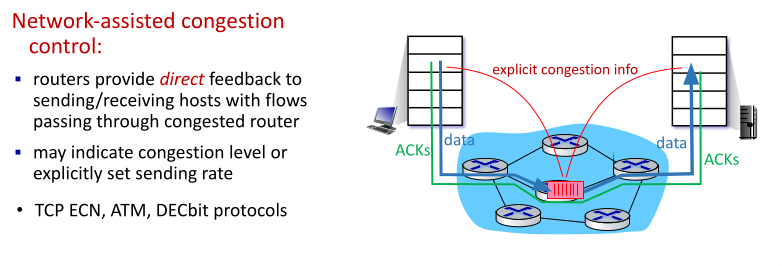 Network-assisted congestion
control:
▪ routers provide direct feedback to
sending/receiving hosts with flows
passing through congested router
▪ may indicate congestion level or
explicitly set sending rate
• TCP ECN, ATM, DECbit protocols
explicit congestion info
data
ACKs
data
ACKs